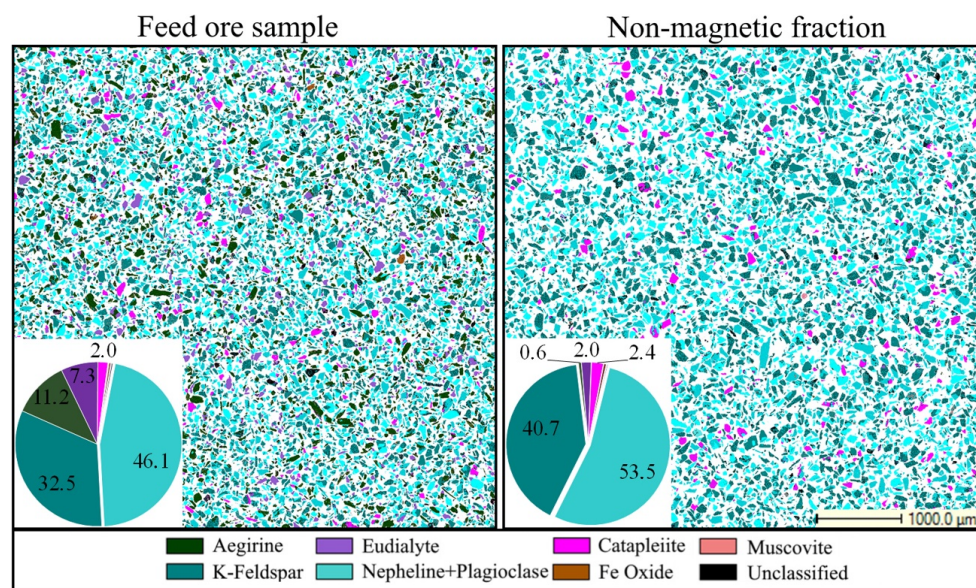 Feed ore sample
Non-magnetic fraction
2.0
7.3
11.2
32.5
46.1
0.6
2.0
2.4
40.7
53.5
1000.0 µm
Aegirine
Eudialyte
Catapleiite
Muscovite
K-Feldspar
Nepheline+Plagioclase
Fe Oxide
Unclassified